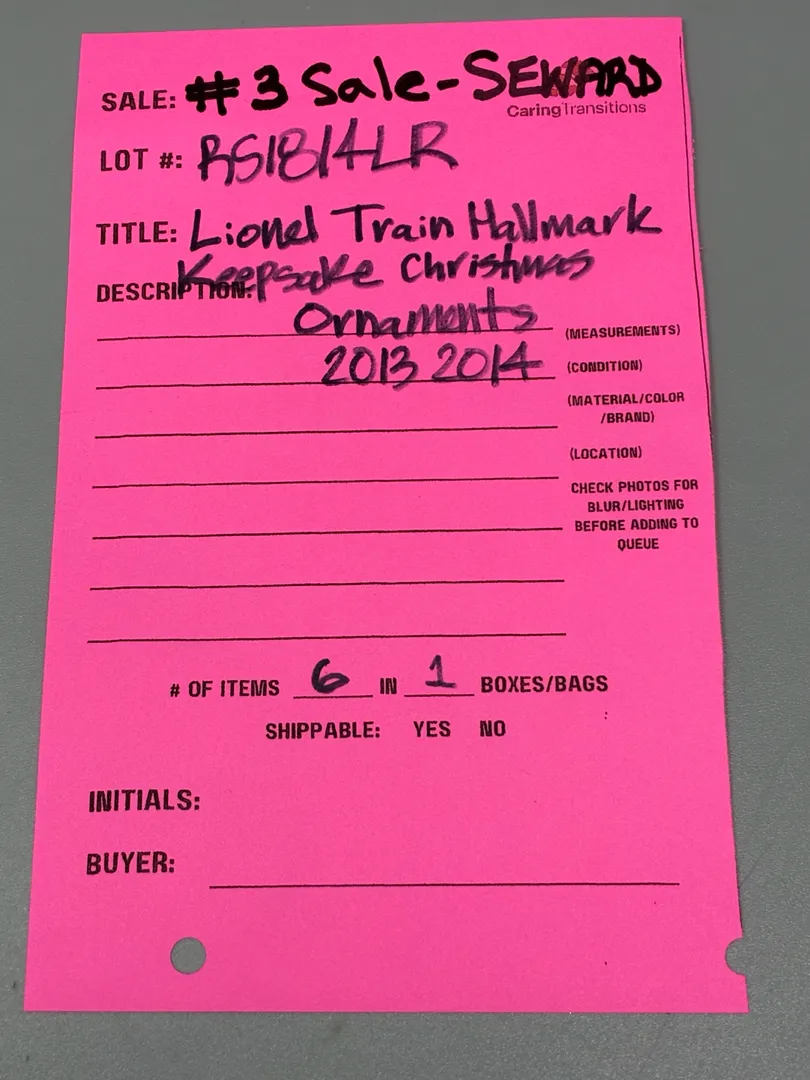 SALE: #3 Sale-SEWARD
CaringTransitions
LOT #: RS1814LR
TITLE: Lionel Train Hallmark
Keepsake Christmas
DESCRIPTION:
Ornaments
(MEASUREMENTS)
2013 2014
(CONDITION)
(MATERIAL/COLOR
/BRAND)
(LOCATION)
CHECK PHOTOS FOR
BLUR/LIGHTING
BEFORE ADDING TO
QUEUE
# OF ITEMS 6 IN 1 BOXES/BAGS
SHIPPABLE: YES NO
INITIALS:
BUYER: